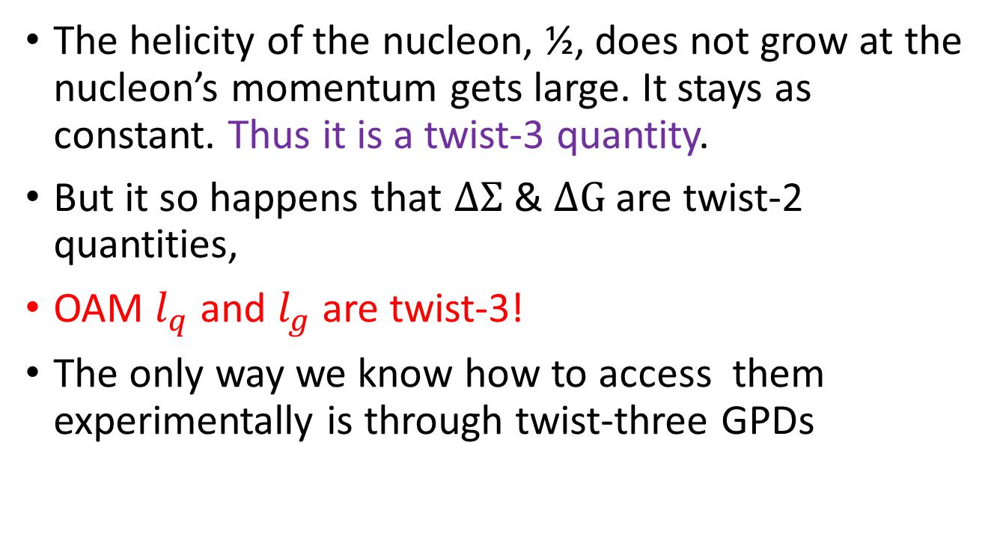 • The helicity of the nucleon, ½, does not grow at the
nucleon’s momentum gets large. It stays as
constant. Thus it is a twist-3 quantity.
• But it so happens that ΔΣ & ΔG are twist-2
quantities,
• OAM l_q and l_g are twist-3!
• The only way we know how to access  them
experimentally is through twist-three GPDs